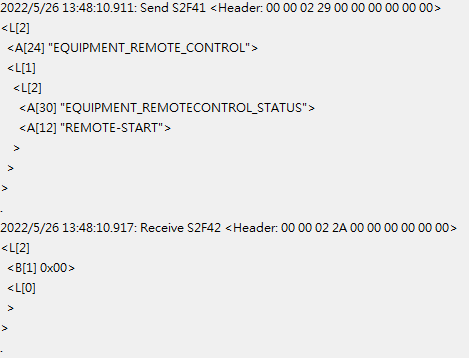 2022/5/26 13:48:10.911: Send S2F41 <Header: 00 00 02 29 00 00 00 00 00 00>
<L[2]
<A[24] "EQUIPMENT_REMOTE_CONTROL">
<L[1]
<L[2]
<A[30] "EQUIPMENT_REMOTECONTROL_STATUS">
<A[12] "REMOTE-START">
>
>
>
.
2022/5/26 13:48:10.917: Receive S2F42 <Header: 00 00 02 2A 00 00 00 00 00 00>
<L[2]
<B[1] 0x00>
<L[0]
>
>
.